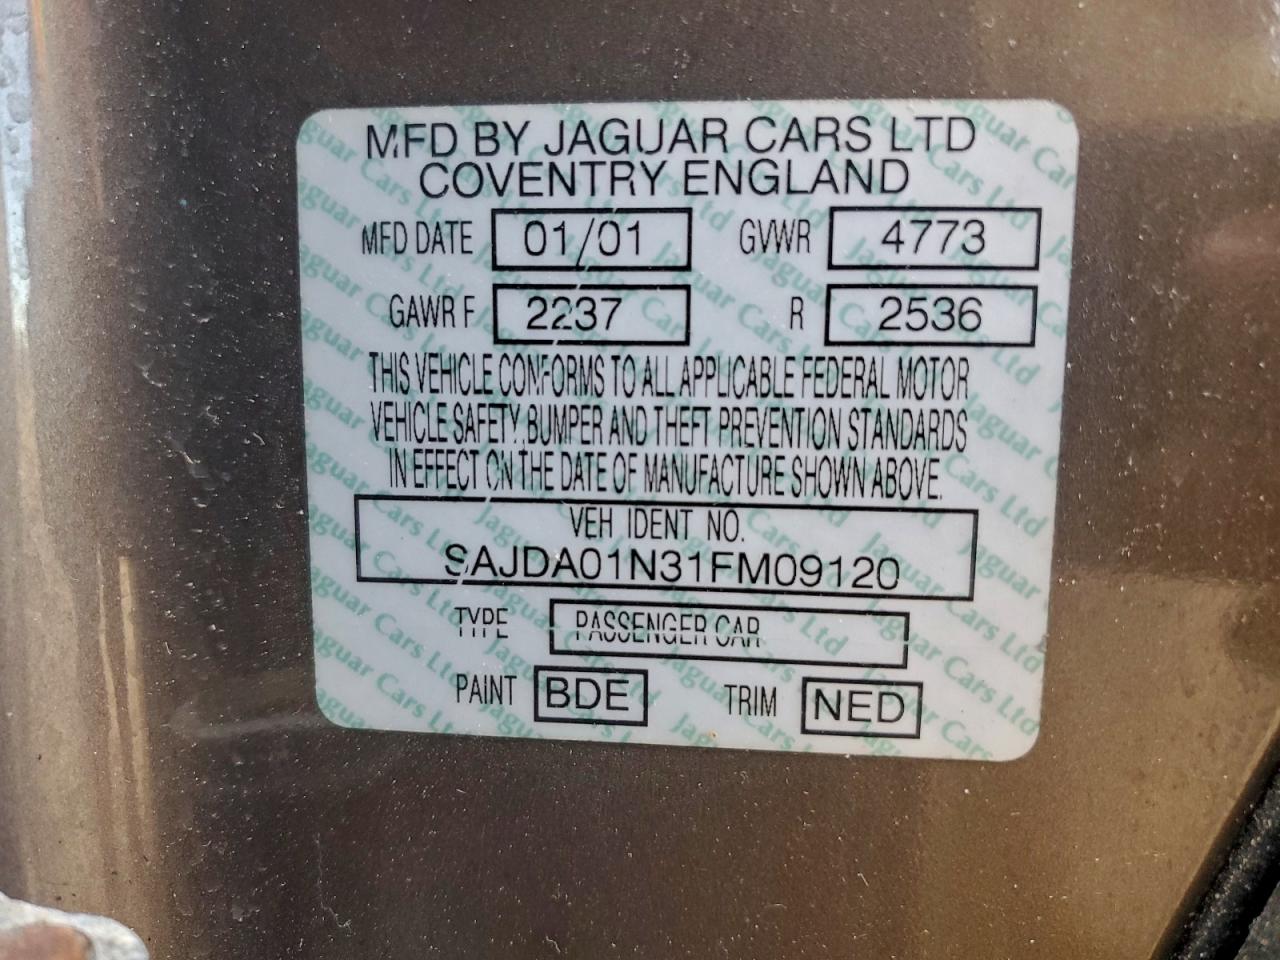 MFD BY JAGUAR CARS LTD
COVENTRY ENGLAND
MFD DATE 01/01 GVWR 4773
GAWR F 2237 R 2536
THIS VEHICLE CONFORMS TO ALL APPLICABLE FEDERAL MOTOR
VEHICLE SAFETY, BUMPER AND THEFT PREVENTION STANDARDS
IN EFFECT ON THE DATE OF MANUFACTURE SHOWN ABOVE.
VEH IDENT NO.
SAJDA01N31FM09120
TYPE PASSENGER CAR
PAINT BDE TRIM NED